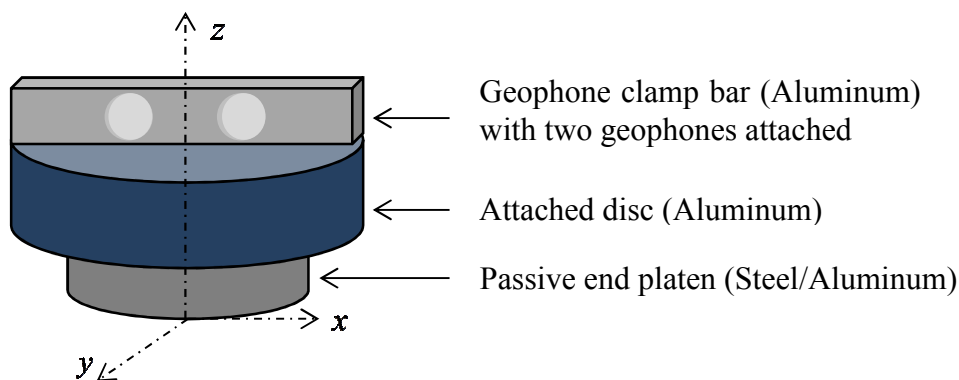 z
Geophone clamp bar (Aluminum)
with two geophones attached
Attached disc (Aluminum)
Passive end platen (Steel/Aluminum)
x
y